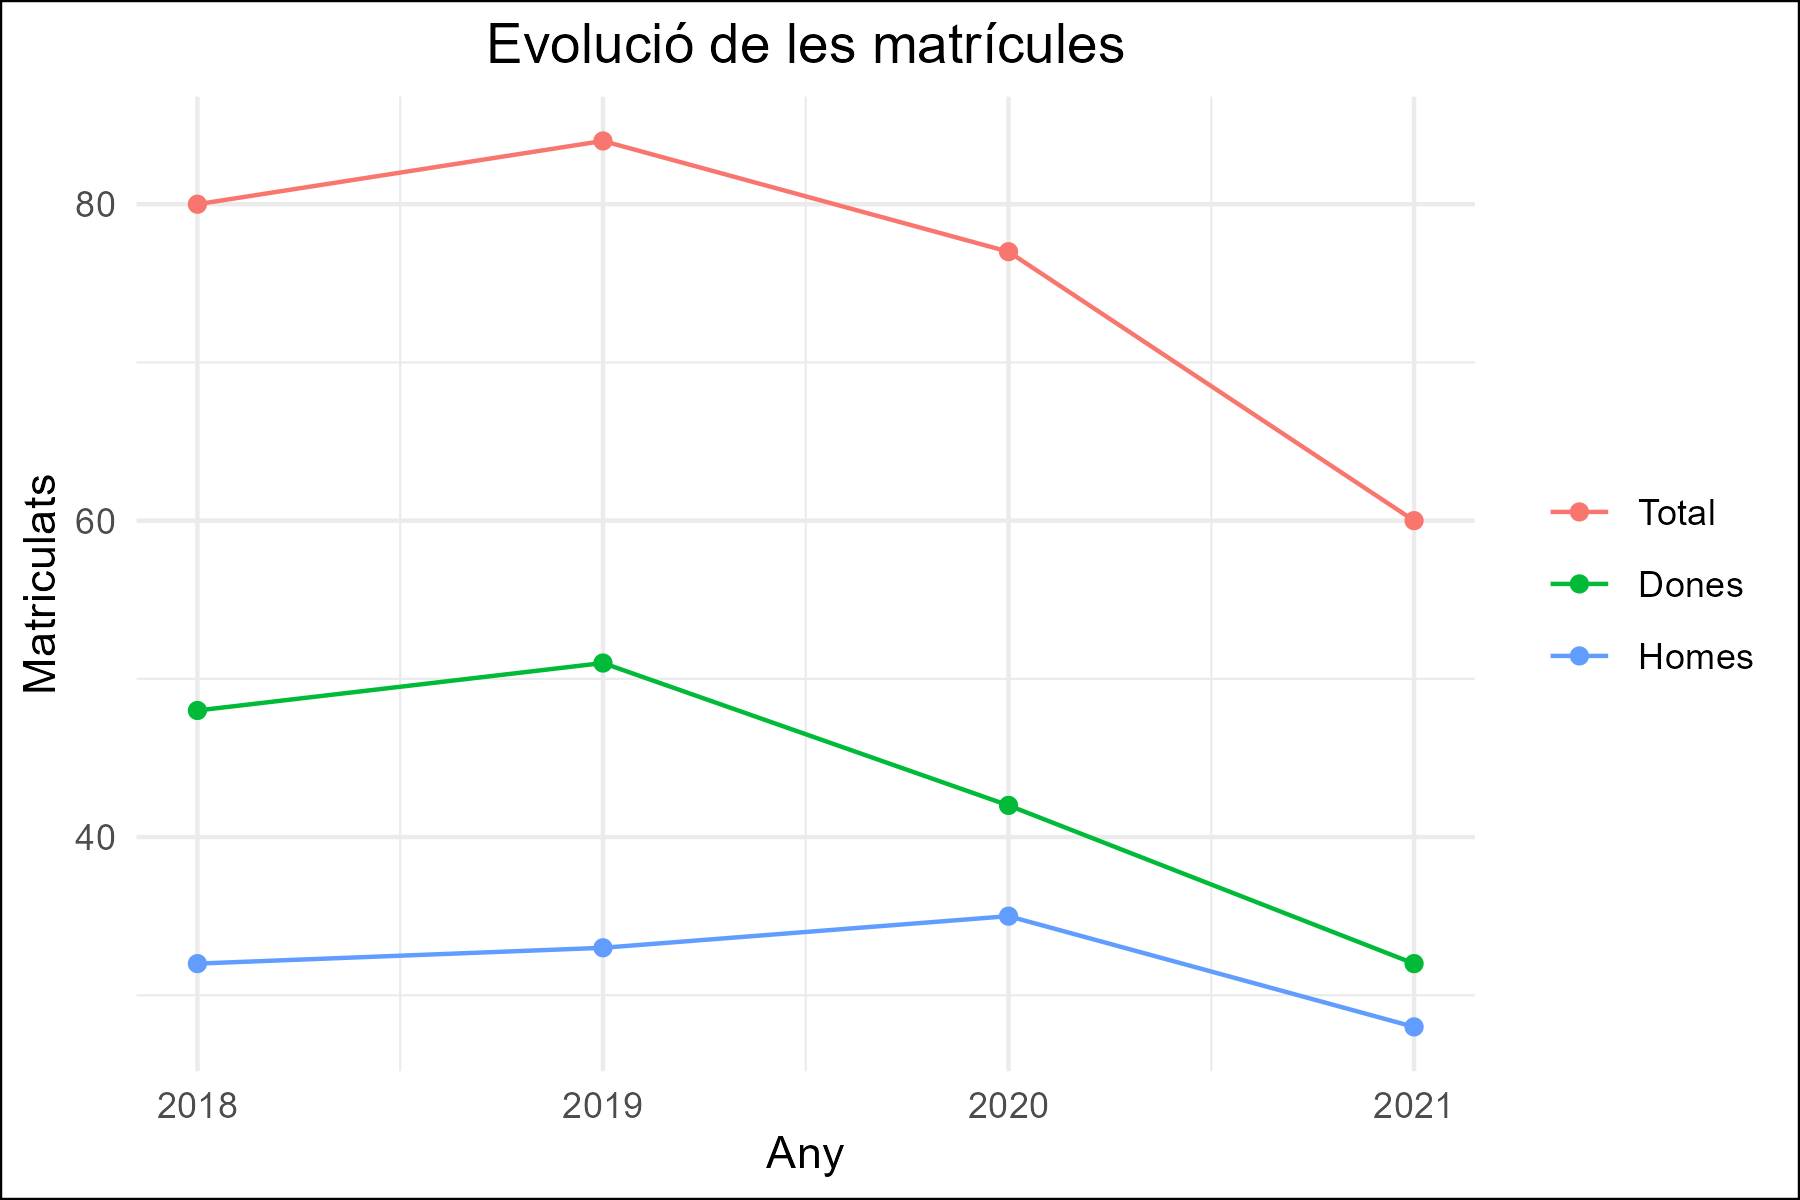 Evolució de les matrícules
80
60
40
Matriculats
2018
2019
2020
2021
Any
Total
Dones
Homes